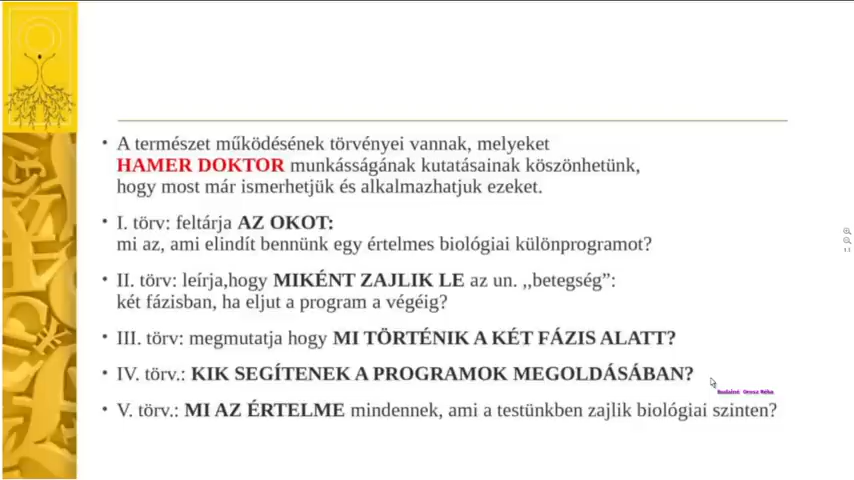 A természet működésének törvényei vannak, melyeket
HAMER DOKTOR munkásságának kutatásainak köszönhetünk,
hogy most már ismerhetjük és alkalmazhatjuk ezeket.
I. törv: feltárja AZ OKOT:
mi az, ami elindít bennünk egy értelmes biológiai különprogramot?
II. törv: leírja,hogy MIKÉNT ZAJLIK LE az un. ,,betegség”:
két fázisban, ha eljut a program a végéig?
III. törv: megmutatja hogy MI TÖRTÉNIK A KÉT FÁZIS ALATT?
IV. törv.: KIK SEGÍTENEK A PROGRAMOK MEGOLDÁSÁBAN?
V. törv.: MI AZ ÉRTELME mindennek, ami a testünkben zajlik biológiai szinten?